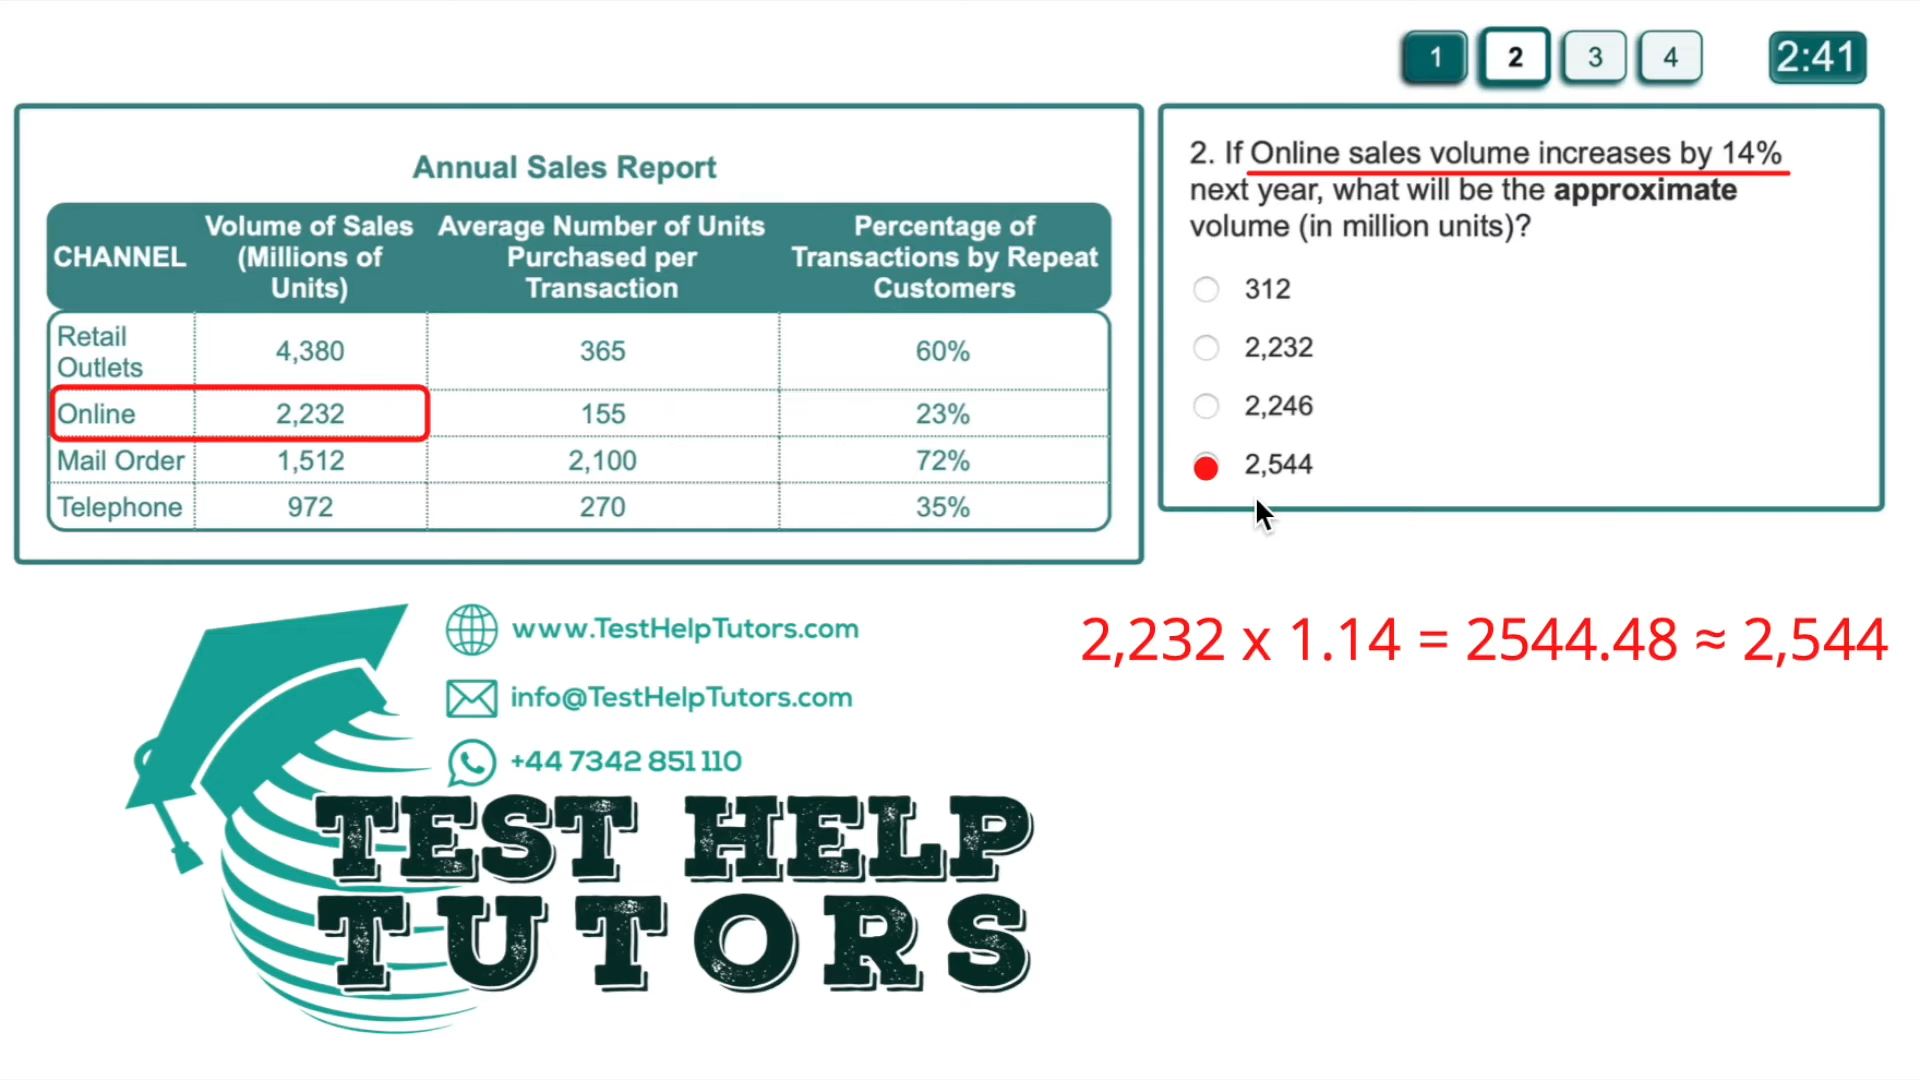 1 2 3 4 2:41
Annual Sales Report
CHANNEL Volume of Sales (Millions of Units) Average Number of Units Purchased per Transaction Percentage of Transactions by Repeat Customers
Retail Outlets 4,380 365 60%
Online 2,232 155 23%
Mail Order 1,512 2,100 72%
Telephone 972 270 35%
2. If Online sales volume increases by 14%
next year, what will be the approximate
volume (in million units)?
312
2,232
2,246
2,544
2,232 x 1.14 = 2544.48 ≈ 2,544
www.TestHelpTutors.com
info@TestHelpTutors.com
+44 7342 851 110
TEST HELP
TUTORS